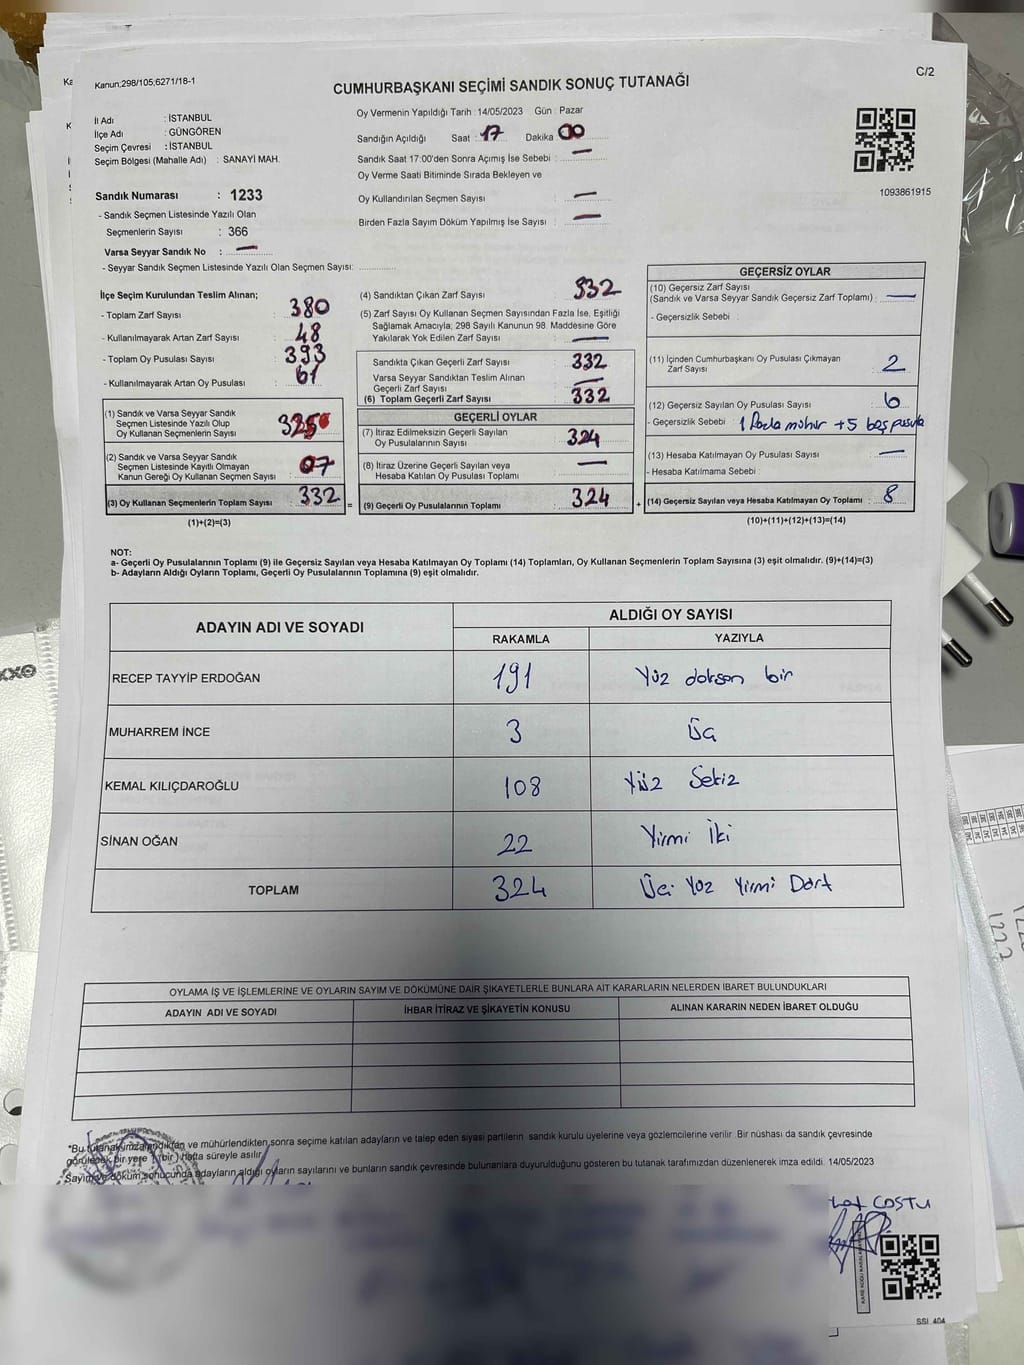 Kanun;298/105;6271/18-1
C/2
CUMHURBAŞKANI SEÇİMİ SANDIK SONUÇ TUTANAĞI
İl Adı : İSTANBUL
İlçe Adı : GÜNGÖREN
Seçim Çevresi : İSTANBUL
Seçim Bölgesi (Mahalle Adı) : SANAYİ MAH.
Oy Vermenin Yapıldığı Tarih : 14/05/2023 Gün : Pazar
Sandığın Açıldığı Saat : 17 Dakika 00
Sandık Saat 17:00'den Sonra Açımış İse Sebebi : —
Oy Verme Saati Bitiminde Sırada Bekleyen ve
Oy Kullandırılan Seçmen Sayısı : —
Birden Fazla Sayım Döküm Yapılmış İse Sayısı : —
1093861915
Sandık Numarası : 1233
- Sandık Seçmen Listesinde Yazılı Olan
Seçmenlerin Sayısı : 366
Varsa Seyyar Sandık No : —
- Seyyar Sandık Seçmen Listesinde Yazılı Olan Seçmen Sayısı:
İlçe Seçim Kurulundan Teslim Alınan;
- Toplam Zarf Sayısı : 380
- Kullanılmayarak Artan Zarf Sayısı : 48
- Toplam Oy Pusulası Sayısı : 393
- Kullanılmayarak Artan Oy Pusulası : 61
(1) Sandık ve Varsa Seyyar Sandık
Seçmen Listesinde Yazılı Olup
Oy Kullanan Seçmenlerin Sayısı
(2) Sandık ve Varsa Seyyar Sandık
Seçmen Listesinde Kayıtlı Olmayan
Kanun Gereği Oy Kullanan Seçmen Sayısı : 07
(3) Oy Kullanan Seçmenlerin Toplam Sayısı : 332 =
(1)+(2)=(3)
(4) Sandıktan Çıkan Zarf Sayısı : 332
(5) Zarf Sayısı Oy Kullanan Seçmen Sayısından Fazla İse, Eşitliği
Sağlamak Amacıyla; 298 Sayılı Kanunun 98. Maddesine Göre
Yakılarak Yok Edilen Zarf Sayısı : —
Sandıkta Çıkan Geçerli Zarf Sayısı : 332
Varsa Seyyar Sandıktan Teslim Alınan
Geçerli Zarf Sayısı : —
(6) Toplam Geçerli Zarf Sayısı : 332
GEÇERLİ OYLAR
(7) İtiraz Edilmeksizin Geçerli Sayılan
Oy Pusulalarının Sayısı : 324
(8) İtiraz Üzerine Geçerli Sayılan veya
Hesaba Katılan Oy Pusulası Toplamı : —
(9) Geçerli Oy Pusulalarının Toplamı : 324 +
GEÇERSİZ OYLAR
(10) Geçersiz Zarf Sayısı
(Sandık ve Varsa Seyyar Sandık Geçersiz Zarf Toplamı) : —
- Geçersizlik Sebebi :
(11) İçinden Cumhurbaşkanı Oy Pusulası Çıkmayan
Zarf Sayısı : 2
(12) Geçersiz Sayılan Oy Pusulası Sayısı : 6
- Geçersizlik Sebebi : 1 fazla mühür + 5 boş pusula
(13) Hesaba Katılmayan Oy Pusulası Sayısı : —
- Hesaba Katılmama Sebebi :
(14) Geçersiz Sayılan veya Hesaba Katılmayan Oy Toplamı : 8
(10)+(11)+(12)+(13)=(14)
NOT:
a- Geçerli Oy Pusulalarının Toplamı (9) ile Geçersiz Sayılan veya Hesaba Katılmayan Oy Toplamı (14) Toplamları, Oy Kullanan Seçmenlerin Toplam Sayısına (3) eşit olmalıdır. (9)+(14)=(3)
b- Adayların Aldığı Oyların Toplamı, Geçerli Oy Pusulalarının Toplamına (9) eşit olmalıdır.
ADAYIN ADI VE SOYADI ALDIĞI OY SAYISI
RAKAMLA YAZIYLA
RECEP TAYYİP ERDOĞAN 191 Yüz doksan bir
MUHARREM İNCE 3 Üç
KEMAL KILIÇDAROĞLU 108 Yüz Sekiz
SİNAN OĞAN 22 Yirmi İki
TOPLAM 324 Üç Yüz Yirmi Dört
OYLAMA İŞ VE İŞLEMLERİNE VE OYLARIN SAYIM VE DÖKÜMÜNE DAİR ŞİKAYETLERLE BUNLARA AİT KARARLARIN NELERDEN İBARET BULUNDUKLARI
ADAYIN ADI VE SOYADI İHBAR İTİRAZ VE ŞİKAYETİN KONUSU ALINAN KARARIN NEDEN İBARET OLDUĞU
*Bu tutanak imzalandıktan ve mühürlendikten sonra seçime katılan adayların ve talep eden siyasi partilerin sandık kurulu üyelerine veya gözlemcilerine verilir. Bir nüshası da sandık çevresinde
görülecek bir yere 1 (bir) hafta süreyle asılır.
Sayım ve döküm sonucunda adayların aldığı oyların sayılarını ve bunların sandık çevresinde bulunanlara duyurulduğunu gösteren bu tutanak tarafımızdan düzenlenerek imza edildi. 14/05/2023
COSTU
SSİ 404